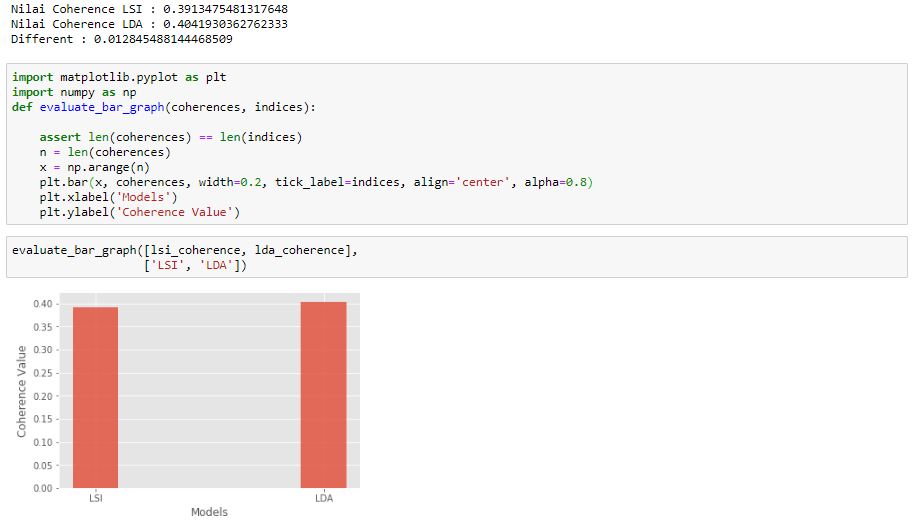 Nilai Coherence LSI : 0.3913475481317648
Nilai Coherence LDA : 0.4041930362762333
Different : 0.012845488144468509
import matplotlib.pyplot as plt
import numpy as np
def evaluate_bar_graph(coherences, indices):
    assert len(coherences) == len(indices)
    n = len(coherences)
    x = np.arange(n)
    plt.bar(x, coherences, width=0.2, tick_label=indices, align='center', alpha=0.8)
    plt.xlabel('Models')
    plt.ylabel('Coherence Value')
evaluate_bar_graph([lsi_coherence, lda_coherence],
                   ['LSI', 'LDA'])
Coherence Value
0.40
0.35
0.30
0.25
0.20
0.15
0.10
0.05
0.00
LSI LDA
Models